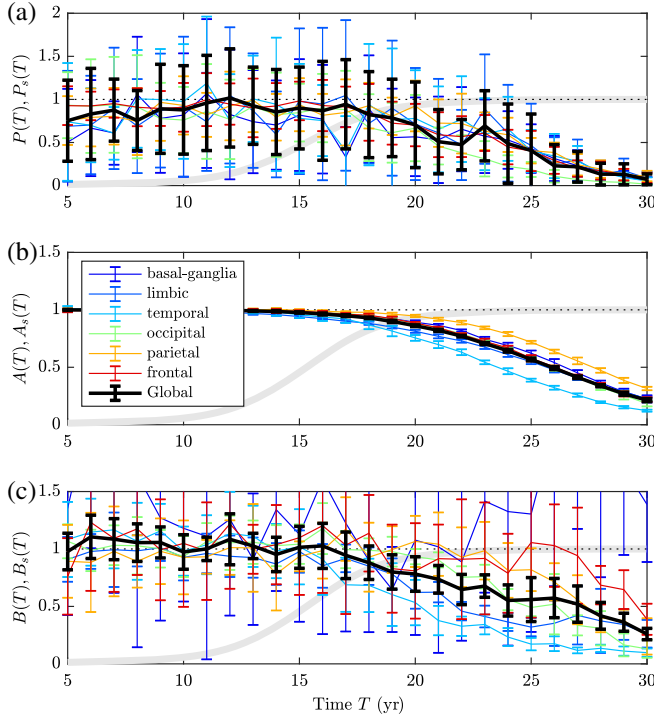 (a)
2
1.5
1
0.5
0
P(T), P_s(T)
5 10 15 20 25 30
(b)
1.5
1
0.5
0
A(T), A_s(T)
basal-ganglia
limbic
temporal
occipital
parietal
frontal
Global
5 10 15 20 25 30
(c)
1.5
1
0.5
0
B(T), B_s(T)
5 10 15 20 25 30
Time T (yr)